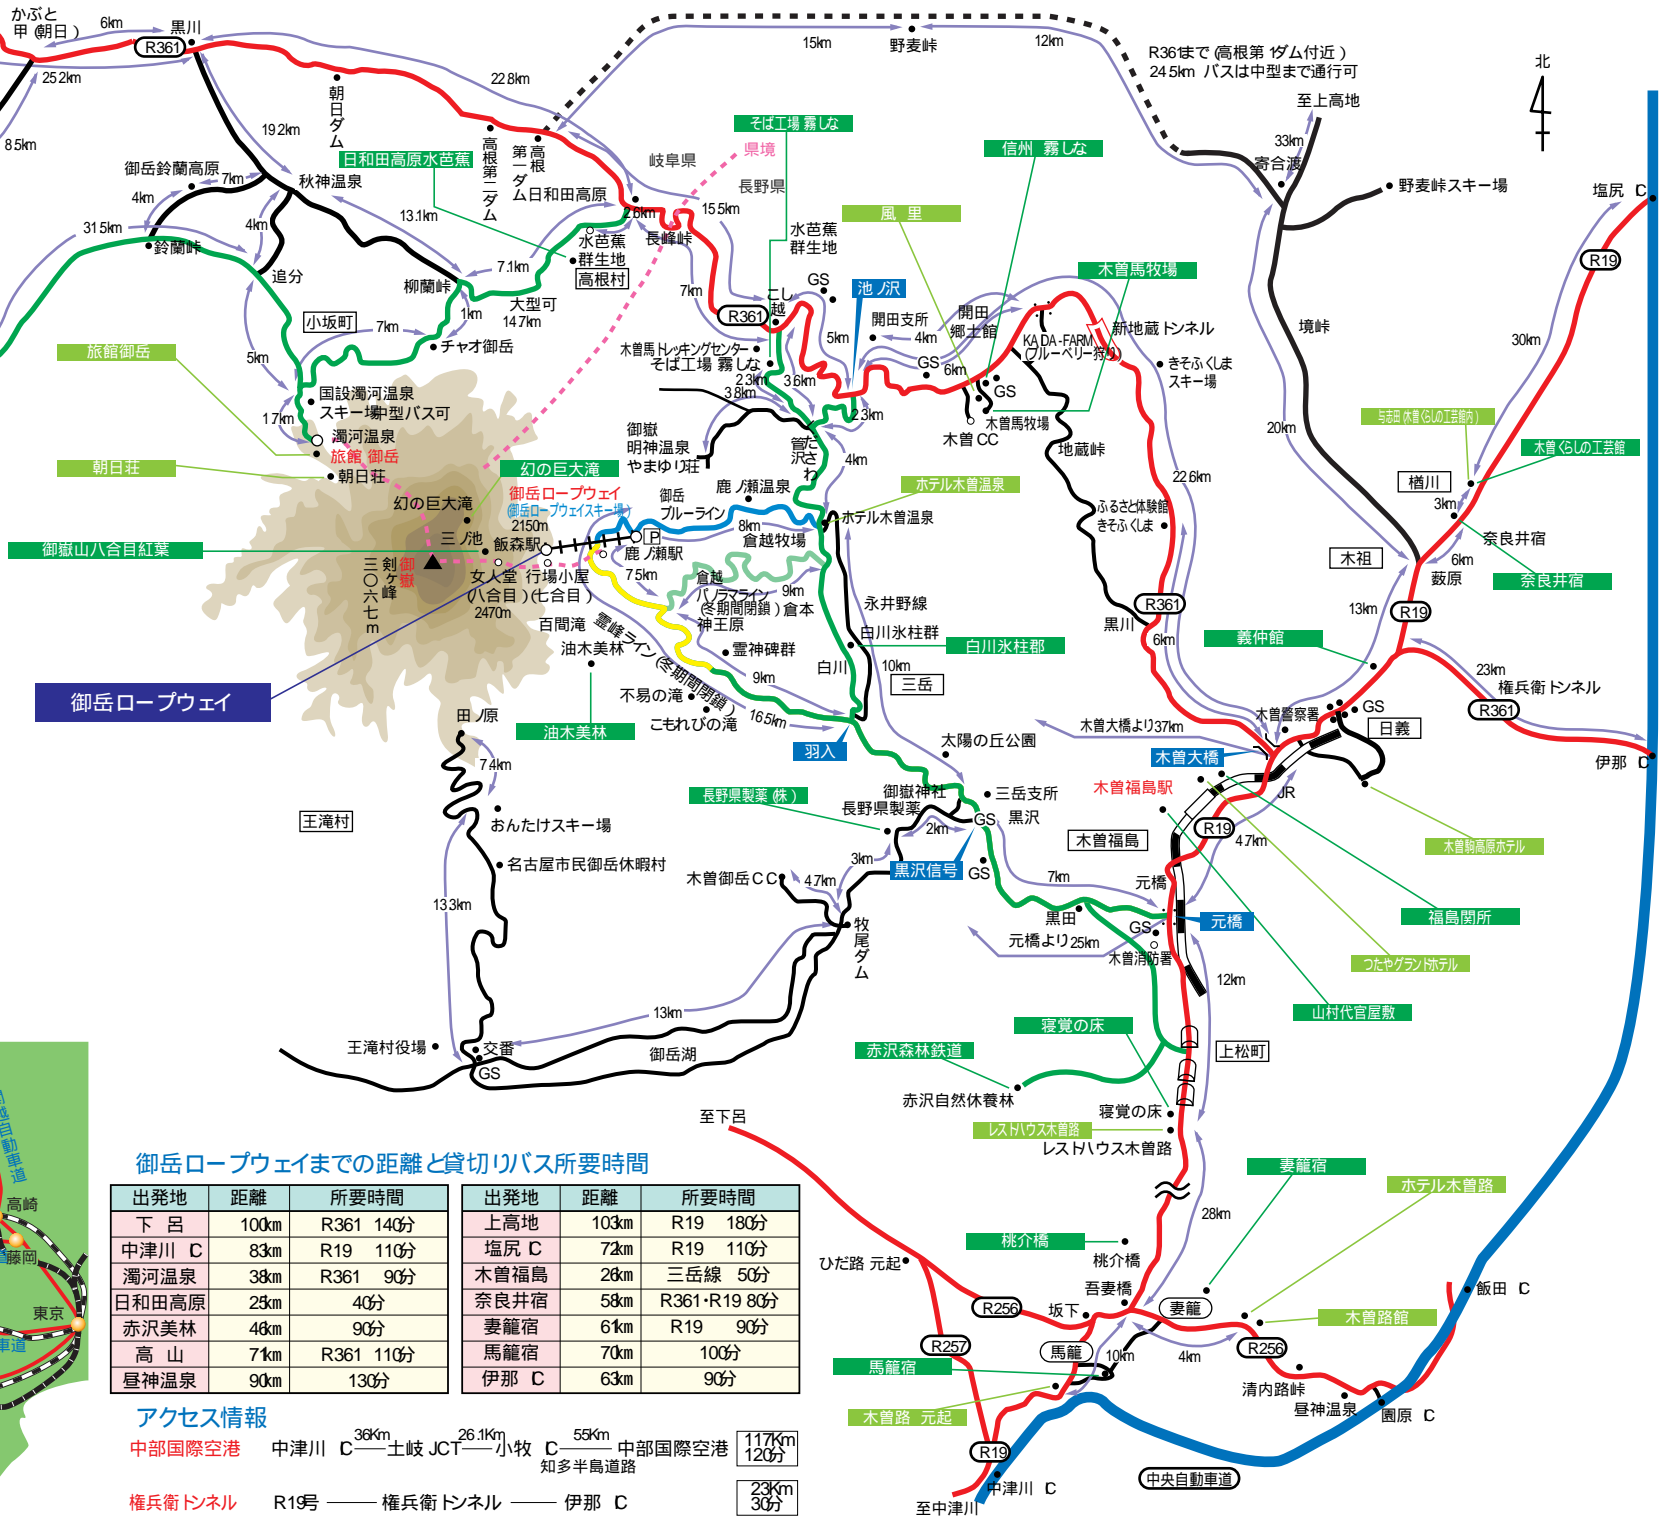 かぶと
甲(朝日)
6km
黒川
R361
25.2km
8.5km
22.8km
朝日ダム
高根第二ダム
高根第一ダム
日和田高原水芭蕉
日和田高原
19.2km
御岳鈴蘭高原
7km
4km
秋神温泉
4km
13.1km
31.5km
鈴蘭峠
追分
柳蘭峠
7.1km
大型可
14.7km
1km
水芭蕉
群生地
高根村
2.6km
長峰峠
15.5km
7km
岐阜県
県境
長野県
15km
野麦峠
12km
R361まで(高根第1ダム付近)
24.5km バスは中型まで通行可
北
至上高地
33km
寄合渡
野麦峠スキー場
塩尻IC
R19
30km
境峠
20km
そば工場 霧しな
水芭蕉
群生地
GS
信州 霧しな
風里
木曽馬牧場
池ノ沢
R361
こし
越
5km
開田支所
4km
開田
郷土館
GS
6km
GS
木曽馬牧場
木曽CC
KADA-FARM
(ブルーベリー狩り)
新地蔵トンネル
きそふくしま
スキー場
地蔵峠
木曽馬トレッキングセンター
そば工場 霧しな
2.3km
3.8km
3.6km
2.3km
管沢
たさわ
4km
小坂町
7km
チャオ御岳
5km
旅館御岳
国設濁河温泉
スキー場中型バス可
1.7km
濁河温泉
旅館 御岳
朝日荘
朝日荘
御嶽
明神温泉
やまゆり荘
幻の巨大滝
幻の巨大滝
御岳ロープウェイ
(御岳ロープウェイスキー場)
2150m
飯森駅
三ノ池
御岳
ブルーライン
鹿ノ瀬温泉
8km
倉越牧場
ホテル木曽温泉
ホテル木曽温泉
P
鹿ノ瀬駅
御嶽山八合目紅葉
御嶽
剣ヶ峰
三〇六七m
女人堂
(八合目)
2470m
行場小屋
(七合目)
7.5km
倉越
パノラマライン
(冬期間閉鎖)
9km
倉本
神王原
百間滝
霊峰ライン(冬期間閉鎖)
油木美林
油木美林
霊神碑群
不易の滝
こもれびの滝
9km
16.5km
白川
永井野線
白川氷柱群
白川氷柱郡
10km
三岳
羽入
御岳ロープウェイ
田ノ原
7.4km
王滝村
おんたけスキー場
名古屋市民御岳休暇村
13.3km
王滝村役場
交番
GS
御岳湖
13km
牧尾ダム
木曽御岳CC
4.7km
3km
長野県製薬(株)
長野県製薬
御嶽神社
2km
太陽の丘公園
三岳支所
GS
黒沢
黒沢信号
GS
7km
黒田
元橋より25km
元橋
元橋
GS
木曽消防署
12km
22.6km
ふるさと体験館
きそふくしま
R361
黒川
6km
木曽大橋より37km
木曽大橋
木曽警察署
GS
日義
木曽福島駅
木曽福島
R19
JR
4.7km
木曽駒高原ホテル
福島関所
つたやグランドホテル
山村代官屋敷
与志田(木曽くらしの工芸館内)
木曽くらしの工芸館
楢川
3km
奈良井宿
奈良井宿
6km
木祖
薮原
R19
13km
義仲館
23km
権兵衛トンネル
R361
伊那IC
寝覚の床
赤沢森林鉄道
赤沢自然休養林
上松町
寝覚の床
レストハウス木曽路
レストハウス木曽路
28km
妻籠宿
ホテル木曽路
桃介橋
桃介橋
至下呂
ひだ路 元起
R256
R257
坂下
吾妻橋
妻籠
馬籠
10km
4km
R256
木曽路館
馬籠宿
木曽路 元起
清内路峠
昼神温泉
園原IC
飯田IC
R19
中津川IC
至中津川
中央自動車道
関越自動車道
高崎
藤岡
東京
車道
御岳ロープウェイまでの距離と貸切りバス所要時間
出発地 距離 所要時間
下呂 100km R361 140分
中津川IC 83km R19 110分
濁河温泉 38km R361 90分
日和田高原 25km 40分
赤沢美林 46km 90分
高山 71km R361 110分
昼神温泉 90km 130分
出発地 距離 所要時間
上高地 103km R19 180分
塩尻IC 72km R19 110分
木曽福島 26km 三岳線 50分
奈良井宿 58km R361・R19 80分
妻籠宿 61km R19 90分
馬籠宿 70km 100分
伊那IC 63km 90分
アクセス情報
中部国際空港 中津川IC 36Km 土岐JCT 26.1Km 小牧IC 55Km 中部国際空港 117Km 120分
知多半島道路
権兵衛トンネル R19号 権兵衛トンネル 伊那IC 23Km 30分